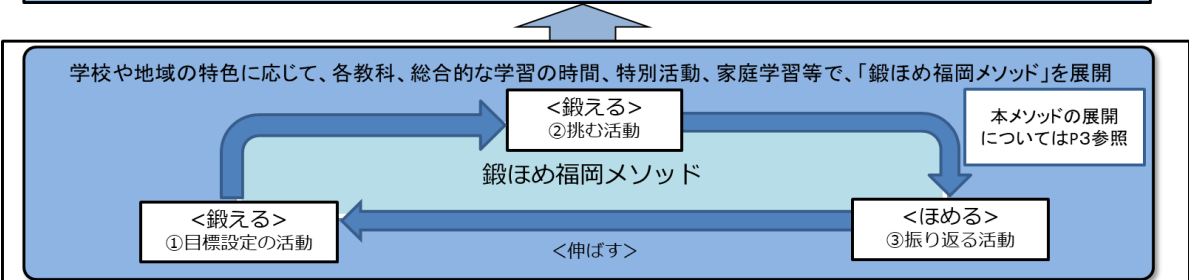 学校や地域の特色に応じて、各教科、総合的な学習の時間、特別活動、家庭学習等で、「鍛ほめ福岡メソッド」を展開
<鍛える>
②挑む活動
本メソッドの展開
についてはP3参照
鍛ほめ福岡メソッド
<鍛える>
①目標設定の活動
<ほめる>
③振り返る活動
<伸ばす>